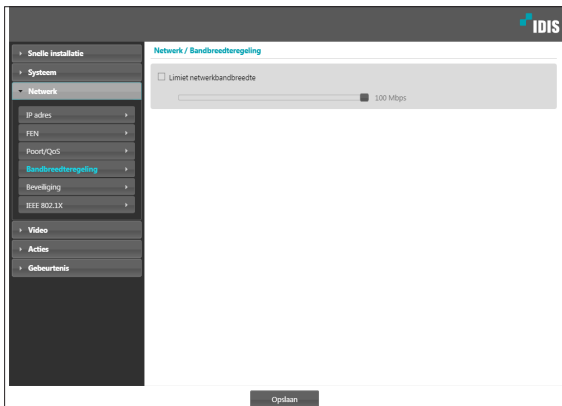 IDIS
Snelle installatie
Systeem
Netwerk
IP adres
FEN
Poort/QoS
Bandbreedteregeling
Beveiliging
IEEE 802.1X
Video
Acties
Gebeurtenis
Netwerk / Bandbreedteregeling
Limiet netwerkbandbreedte
100 Mbps
Opslaan